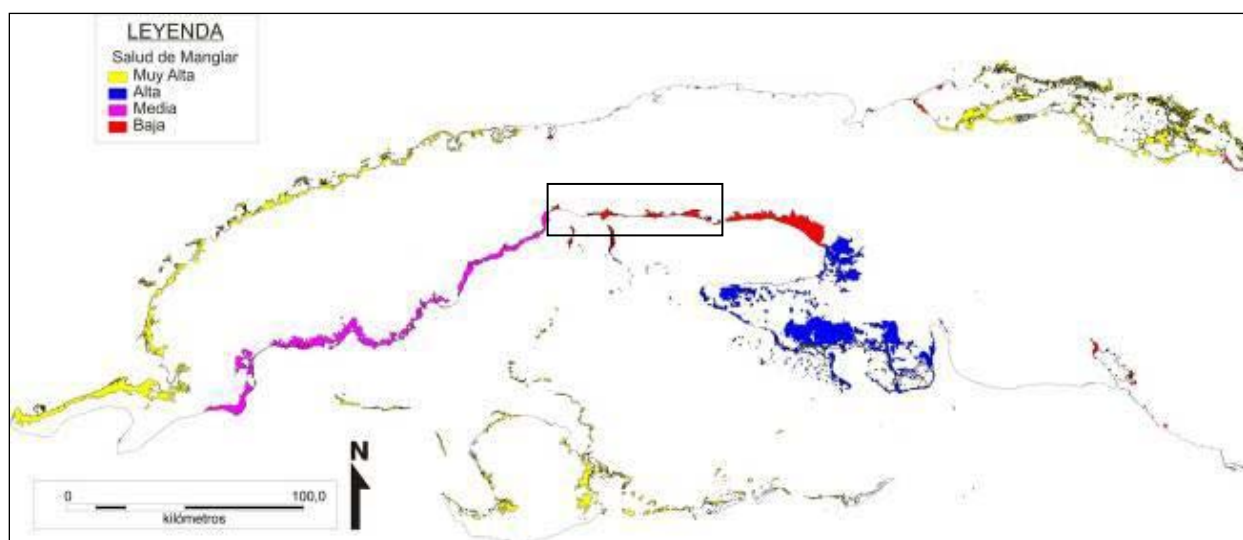 LEYENDA
Salud de Manglar
Muy Alta
Alta
Media
Baja
N
0 100,0
kilómetros